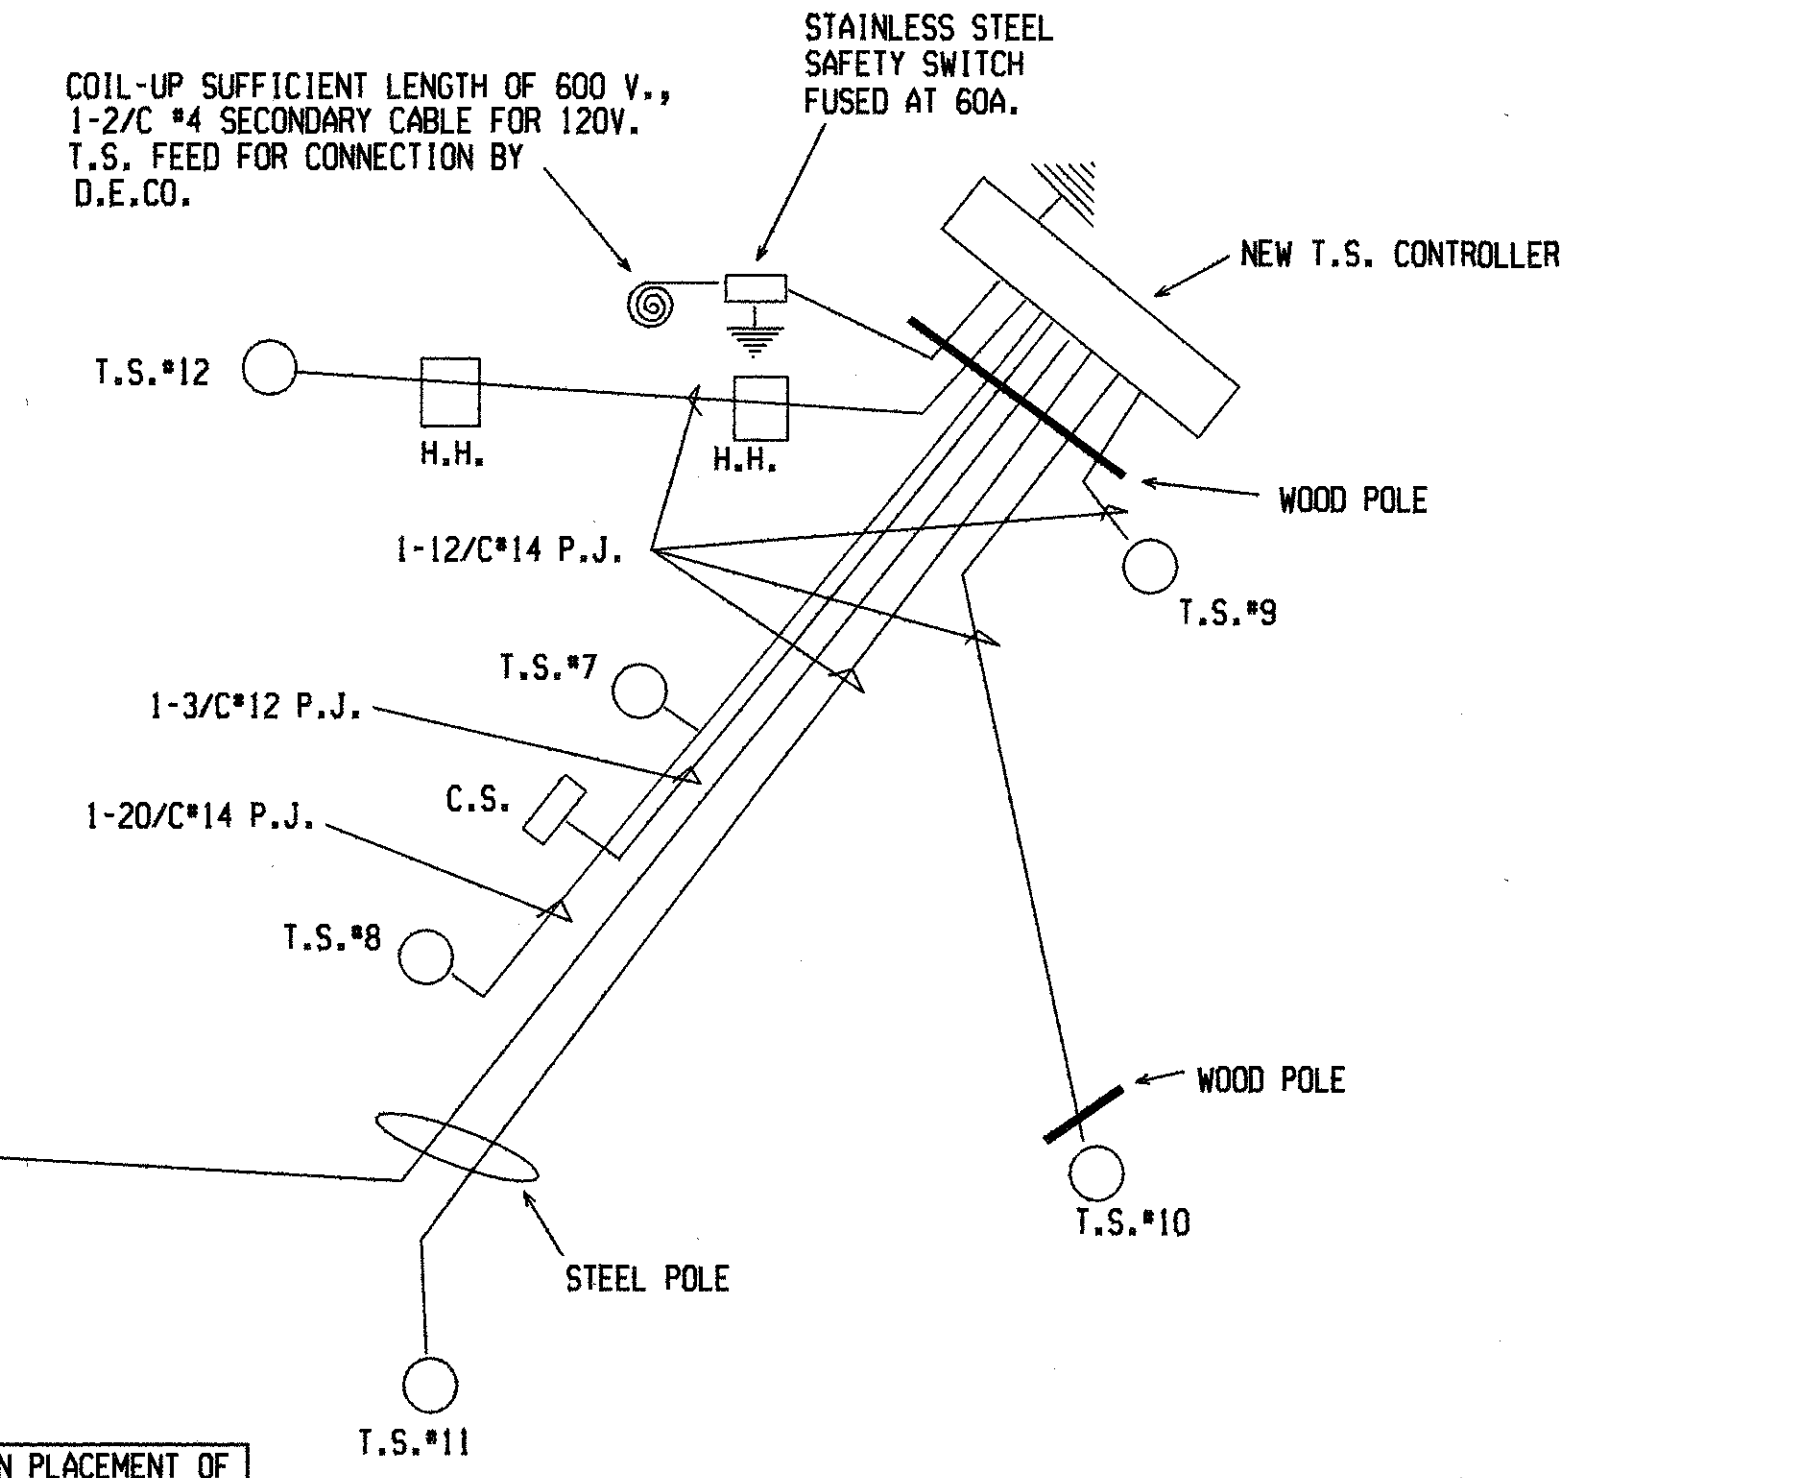 STAINLESS STEEL
SAFETY SWITCH
FUSED AT 60A.
COIL-UP SUFFICIENT LENGTH OF 600 V.,
1-2/C #4 SECONDARY CABLE FOR 120V.
T.S. FEED FOR CONNECTION BY
D.E.CO.
NEW T.S. CONTROLLER
T.S.#12
H.H.
H.H.
WOOD POLE
1-12/C#14 P.J.
T.S.#9
T.S.#7
1-3/C#12 P.J.
C.S.
1-20/C#14 P.J.
T.S.#8
WOOD POLE
T.S.#10
STEEL POLE
T.S.#11
N PLACEMENT OF